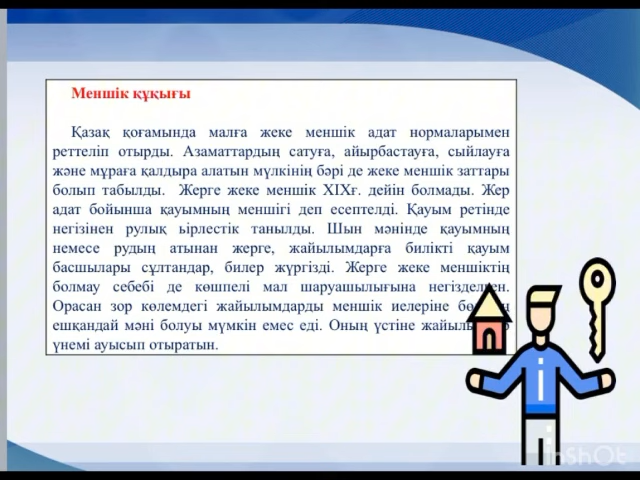 Меншік құқығы
Қазақ қоғамында малға жеке меншік адат нормаларымен
реттеліп отырды. Азаматтардың сатуға, айырбастауға, сыйлауға
және мұраға қалдыра алатын мүлкінің бәрі де жеке меншік заттары
болып табылды. Жерге жеке меншік XIXғ. дейін болмады. Жер
адат бойынша қауымның меншігі деп есептелді. Қауым ретінде
негізінен рулық ьірлестік танылды. Шын мәнінде қауымның
немесе рудың атынан жерге, жайылымдарға билікті қауым
басшылары сұлтандар, билер жүргізді. Жерге жеке меншіктің
болмау себебі де көшпелі мал шаруашылығына негізделген.
Орасан зор көлемдегі жайылымдарды меншік иелеріне
ешқандай мәні болуы мүмкін емес еді. Оның үстіне
үнемі ауысып отыратын.
InShOt